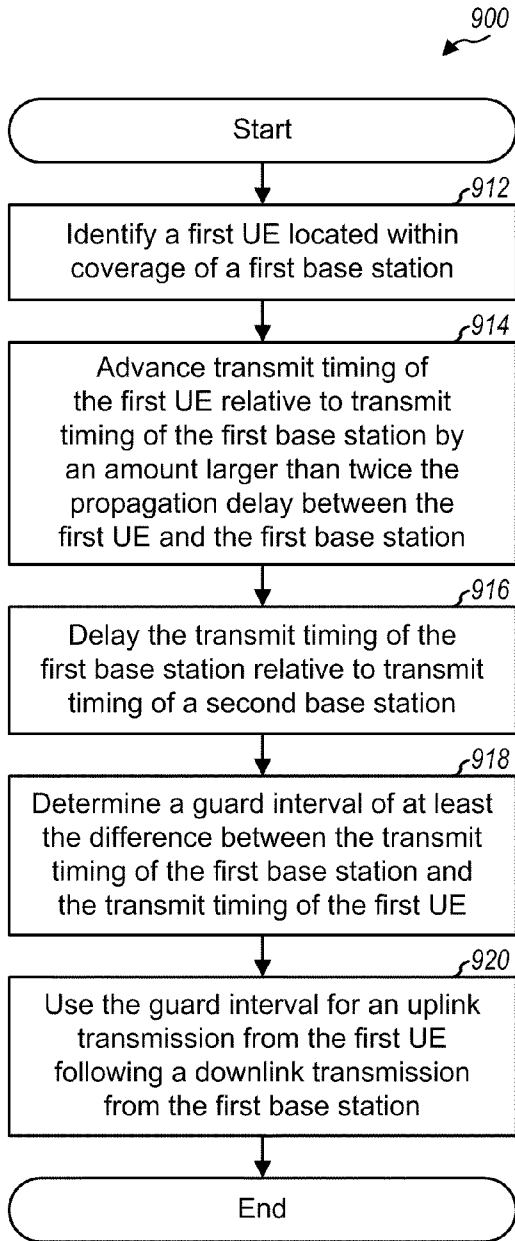 900
Start
912
Identify a first UE located within
coverage of a first base station
914
Advance transmit timing of
the first UE relative to transmit
timing of the first base station by
an amount larger than twice the
propagation delay between the
first UE and the first base station
916
Delay the transmit timing of the
first base station relative to transmit
timing of a second base station
918
Determine a guard interval of at least
the difference between the transmit
timing of the first base station and
the transmit timing of the first UE
920
Use the guard interval for an uplink
transmission from the first UE
following a downlink transmission
from the first base station
End